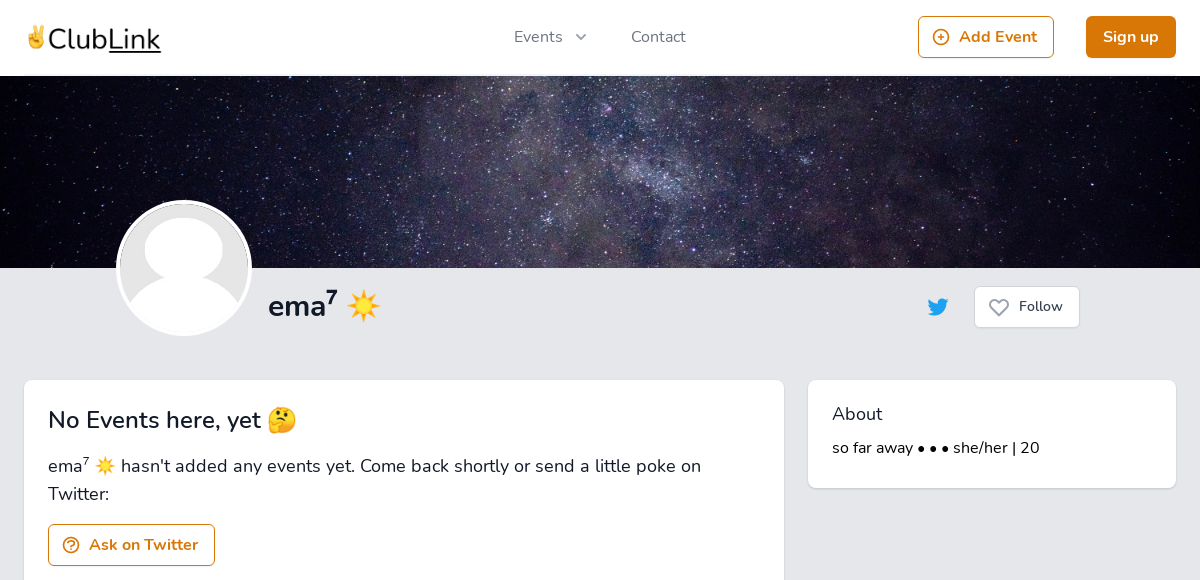 ✌️ClubLink
Events
Contact
Add Event
Sign up
ema⁷ ☀️
Follow
No Events here, yet 🤔
ema⁷ ☀️ hasn't added any events yet. Come back shortly or send a little poke on
Twitter:
Ask on Twitter
About
so far away • • • she/her | 20